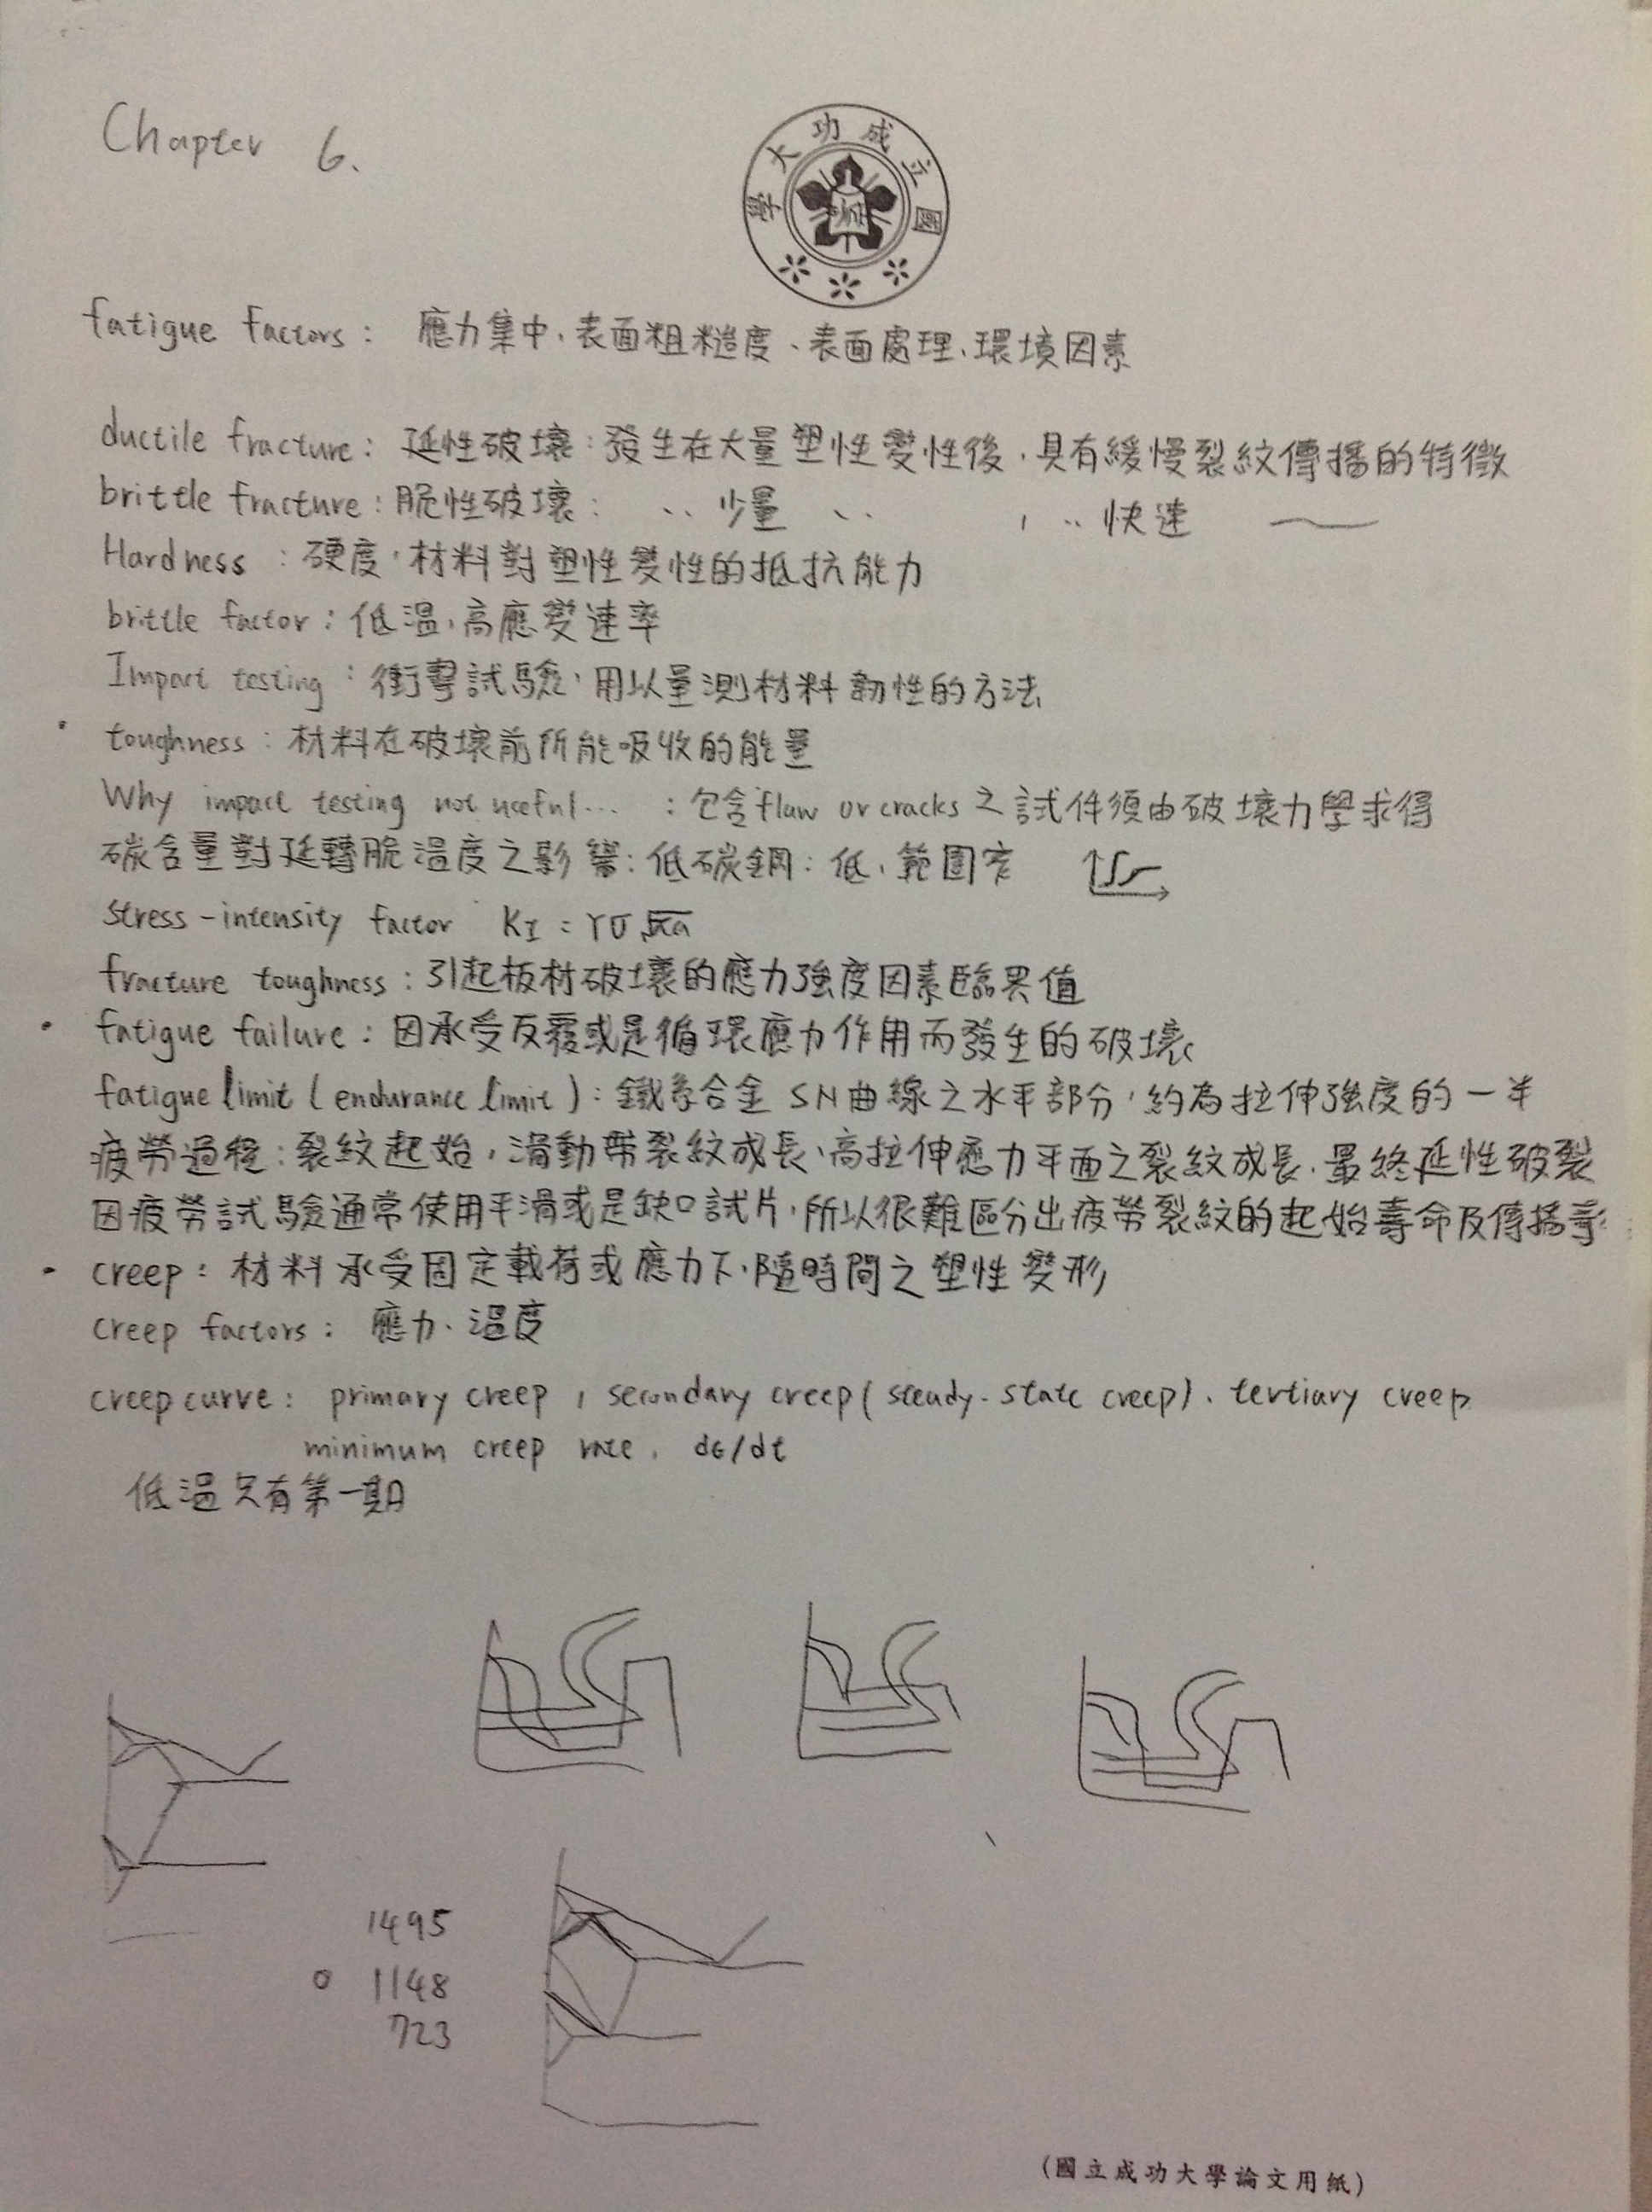 Chapter 6.
國立成功大學
fatigue factors : 應力集中、表面粗糙度、表面處理、環境因素
ductile fracture : 延性破壞 : 發生在大量塑性變性後,具有緩慢裂紋傳播的特徵
brittle fracture : 脆性破壞 : 〃 少量 〃 , 〃 快速
Hardness : 硬度,材料對塑性變性的抵抗能力
brittle factor : 低溫,高應變速率
Impact testing : 衝擊試驗,用以量測材料韌性的方法
toughness : 材料在破壞前所能吸收的能量
Why impact testing not useful... : 包含 flaw or cracks 之試件須由破壞力學求得
碳含量對延轉脆溫度之影響 : 低碳鋼 : 低、範圍窄
stress-intensity factor KI = Yσ√πa
fracture toughness : 引起板材破壞的應力強度因素臨界值
fatigue failure : 因承受反覆或是循環應力作用而發生的破壞
fatigue limit (endurance limit) : 鐵系合金 SN曲線之水平部分,約為拉伸強度的一半
疲勞過程 : 裂紋起始,滑動帶裂紋成長,高拉伸應力平面之裂紋成長,最終延性破裂
因疲勞試驗通常使用平滑或是缺口試片,所以很難區分出疲勞裂紋的起始壽命及傳播
creep : 材料承受固定載荷或應力下,隨時間之塑性變形
creep factors : 應力、溫度
creep curve : primary creep , secondary creep (steady-state creep)、tertiary creep
minimum creep rate , dϵ/dt
低溫只有第一期
1495
1148
723
(國立成功大學論文用紙)